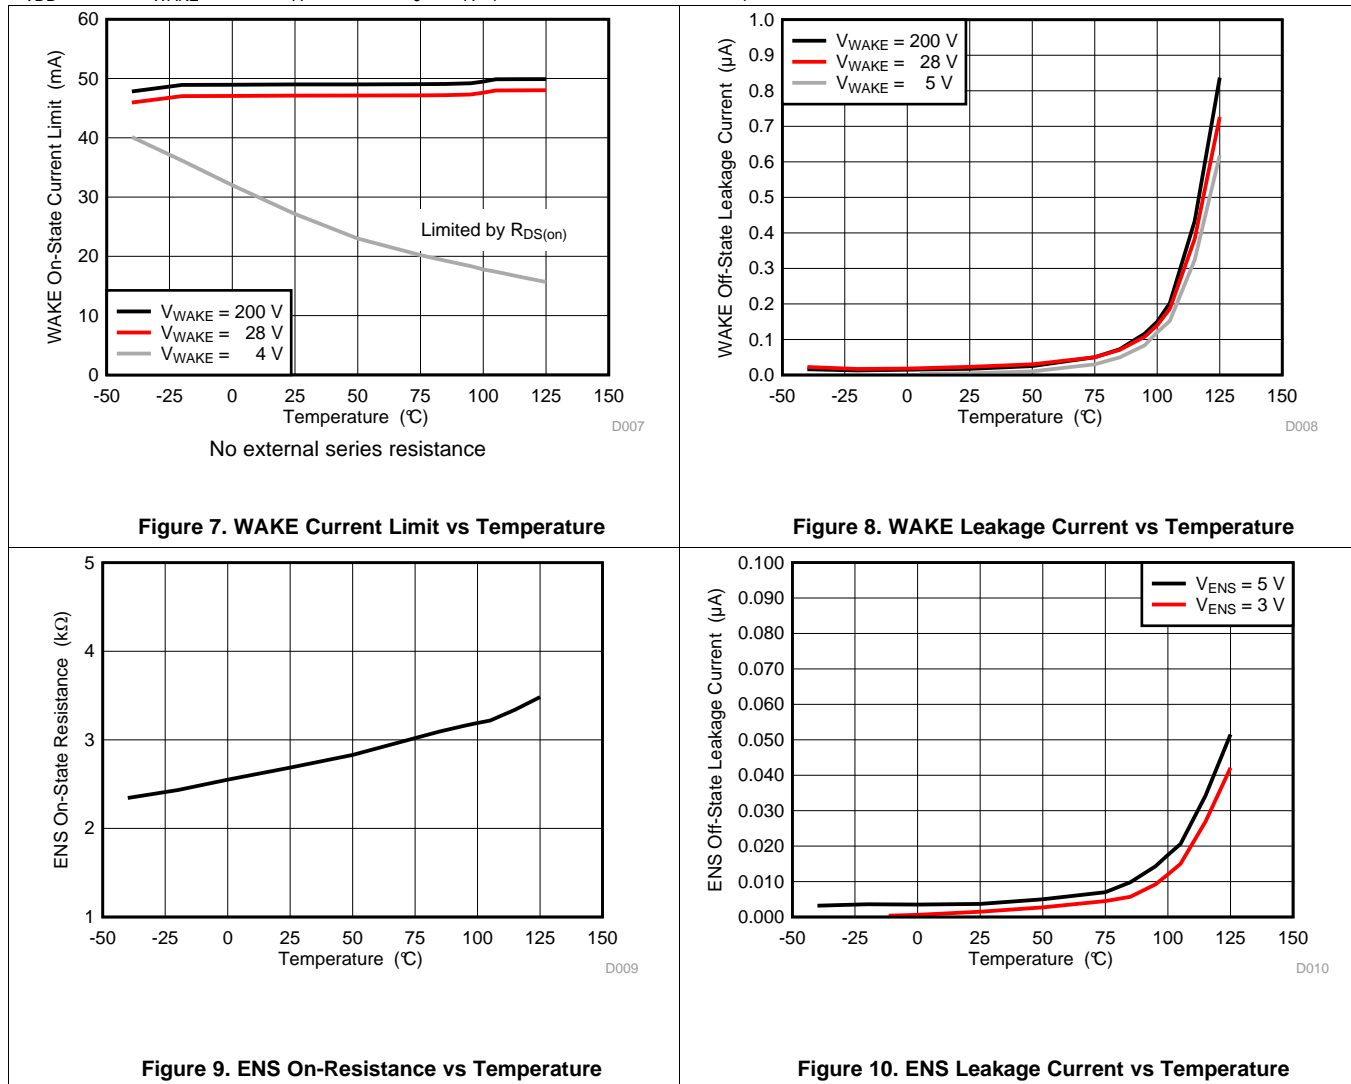 60
50
40
30
20
10
0
-50 -25 0 25 50 75 100 125 150
WAKE On-State Current Limit (mA)
Limited by RDS(on)
VWAKE = 200 V
VWAKE = 28 V
VWAKE = 4 V
Temperature (°C)
D007
No external series resistance
Figure 7. WAKE Current Limit vs Temperature
1.0
0.9
0.8
0.7
0.6
0.5
0.4
0.3
0.2
0.1
0.0
-50 -25 0 25 50 75 100 125 150
WAKE Off-State Leakage Current (µA)
VWAKE = 200 V
VWAKE = 28 V
VWAKE = 5 V
Temperature (°C)
D008
Figure 8. WAKE Leakage Current vs Temperature
5
4
3
2
1
-50 -25 0 25 50 75 100 125 150
ENS On-State Resistance (kΩ)
Temperature (°C)
D009
Figure 9. ENS On-Resistance vs Temperature
0.100
0.090
0.080
0.070
0.060
0.050
0.040
0.030
0.020
0.010
0.000
-50 -25 0 25 50 75 100 125 150
ENS Off-State Leakage Current (µA)
VENS = 5 V
VENS = 3 V
Temperature (°C)
D010
Figure 10. ENS Leakage Current vs Temperature